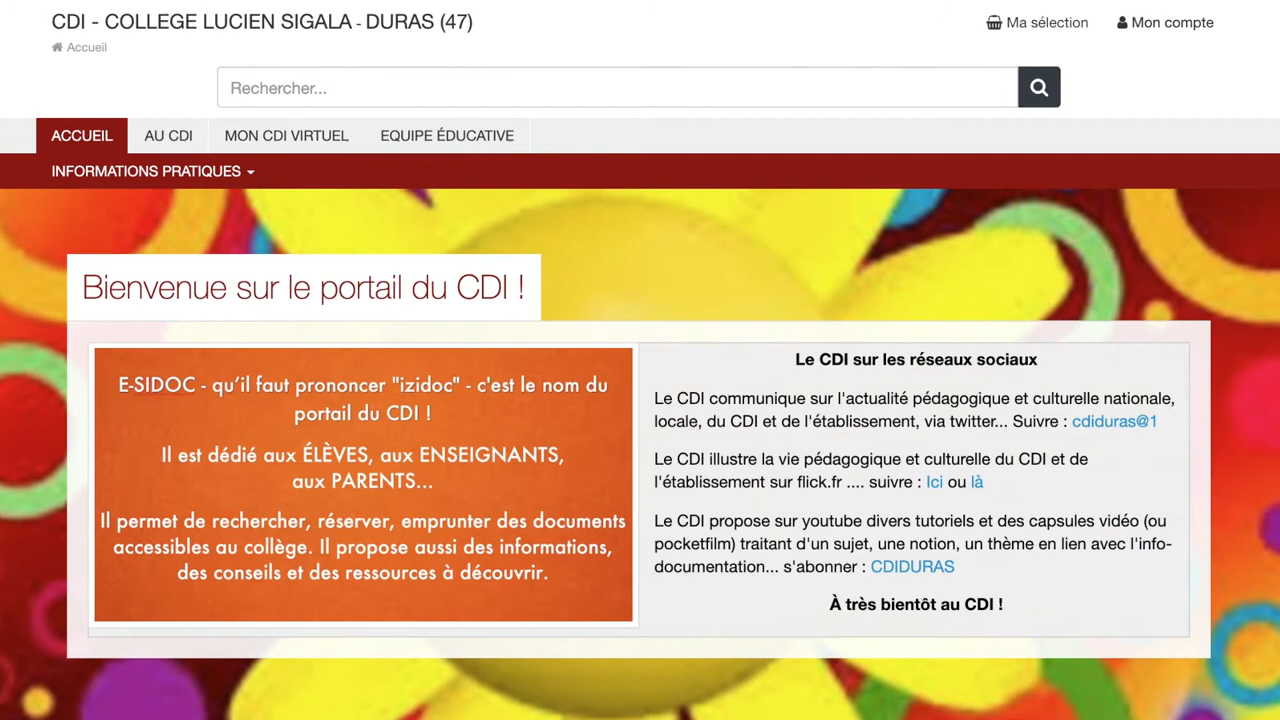 CDI - COLLEGE LUCIEN SIGALA - DURAS (47)
Ma sélection
Mon compte
Accueil
Rechercher...
ACCUEIL
AU CDI
MON CDI VIRTUEL
EQUIPE ÉDUCATIVE
INFORMATIONS PRATIQUES
Bienvenue sur le portail du CDI !
E-SIDOC - qu'il faut prononcer "izidoc" - c'est le nom du
portail du CDI !
Il est dédié aux ÉLÈVES, aux ENSEIGNANTS,
aux PARENTS...
Il permet de rechercher, réserver, emprunter des documents
accessibles au collège. Il propose aussi des informations,
des conseils et des ressources à découvrir.
Le CDI sur les réseaux sociaux
Le CDI communique sur l'actualité pédagogique et culturelle nationale,
locale, du CDI et de l'établissement, via twitter... Suivre : cdiduras@1
Le CDI illustre la vie pédagogique et culturelle du CDI et de
l'établissement sur flick.fr .... suivre : Ici ou là
Le CDI propose sur youtube divers tutoriels et des capsules vidéo (ou
pocketfilm) traitant d'un sujet, une notion, un thème en lien avec l'info-
documentation... s'abonner : CDIDURAS
À très bientôt au CDI !